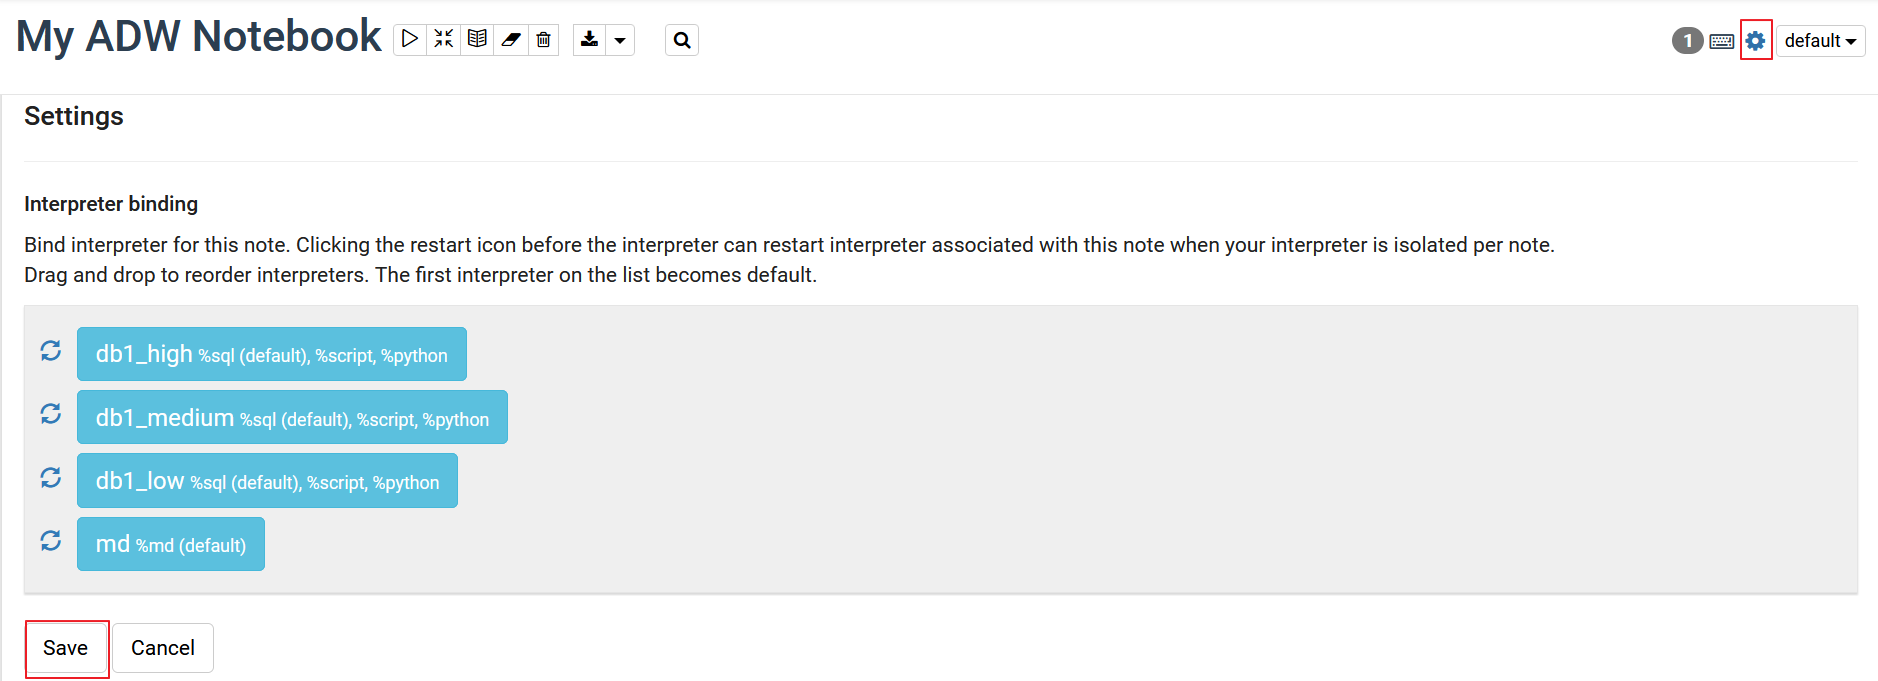 My ADW Notebook
1 default
Settings
Interpreter binding
Bind interpreter for this note. Clicking the restart icon before the interpreter can restart interpreter associated with this note when your interpreter is isolated per note.
Drag and drop to reorder interpreters. The first interpreter on the list becomes default.
db1_high %sql (default), %script, %python
db1_medium %sql (default), %script, %python
db1_low %sql (default), %script, %python
md %md (default)
Save Cancel